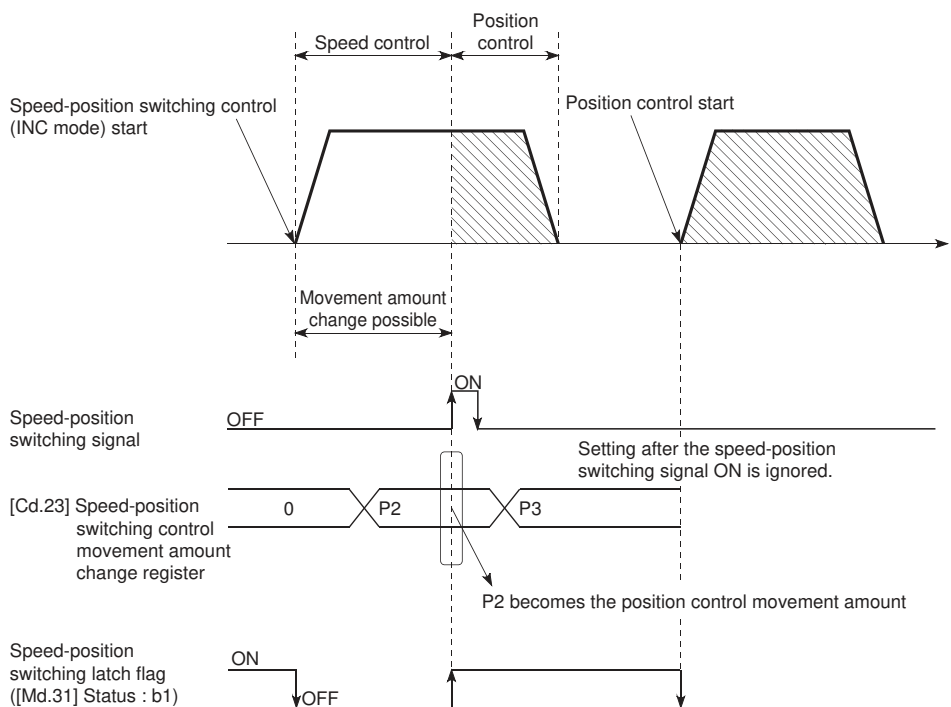 Position
control
Speed control
Speed-position switching control
(INC mode) start
Position control start
Movement amount
change possible
ON
Speed-position
switching signal
OFF
Setting after the speed-position
switching signal ON is ignored.
[Cd.23] Speed-position
switching control
movement amount
change register
0
P2
P3
P2 becomes the position control movement amount
Speed-position
switching latch flag
([Md.31] Status : b1)
ON
OFF